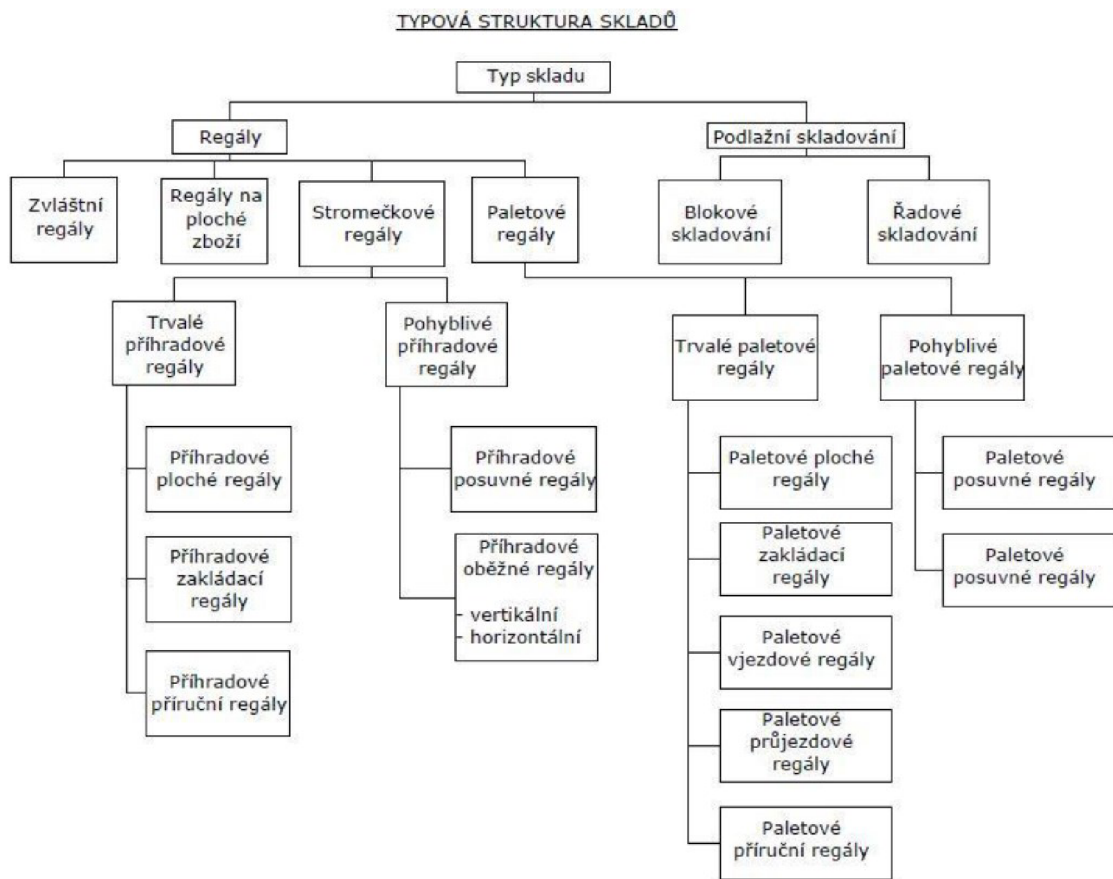 TYPOVÁ STRUKTURA SKLADŮ
Typ skladu
Regály
Podlažní skladování
Zvláštní
regály
Regály na
ploché
zboží
Stromečkové
regály
Paletové
regály
Blokové
skladování
Řadové
skladování
Trvalé
příhradové
regály
Pohyblivé
příhradové
regály
Trvalé paletové
regály
Pohyblivé
paletové regály
Příhradové
ploché regály
Příhradové
zakládací
regály
Příhradové
příruční regály
Příhradové
posuvné regály
Příhradové
oběžné regály
- vertikální
- horizontální
Paletové ploché
regály
Paletové
zakládací regály
Paletové
vjezdové regály
Paletové
průjezdové
regály
Paletové
příruční regály
Paletové
posuvné regály
Paletové
posuvné regály